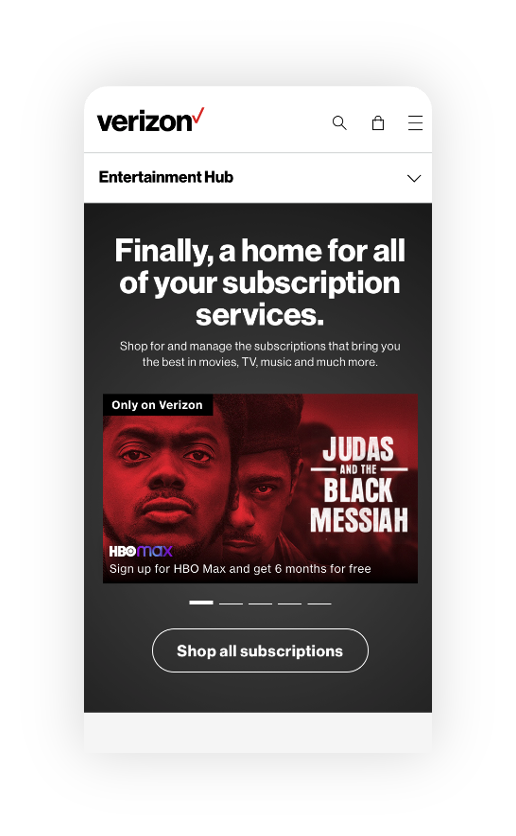 verizon
Entertainment Hub
Finally, a home for all
of your subscription
services.
Shop for and manage the subscriptions that bring you
the best in movies, TV, music and much more.
Only on Verizon
JUDAS
AND THE
BLACK
MESSIAH
HBO max
Sign up for HBO Max and get 6 months for free
Shop all subscriptions